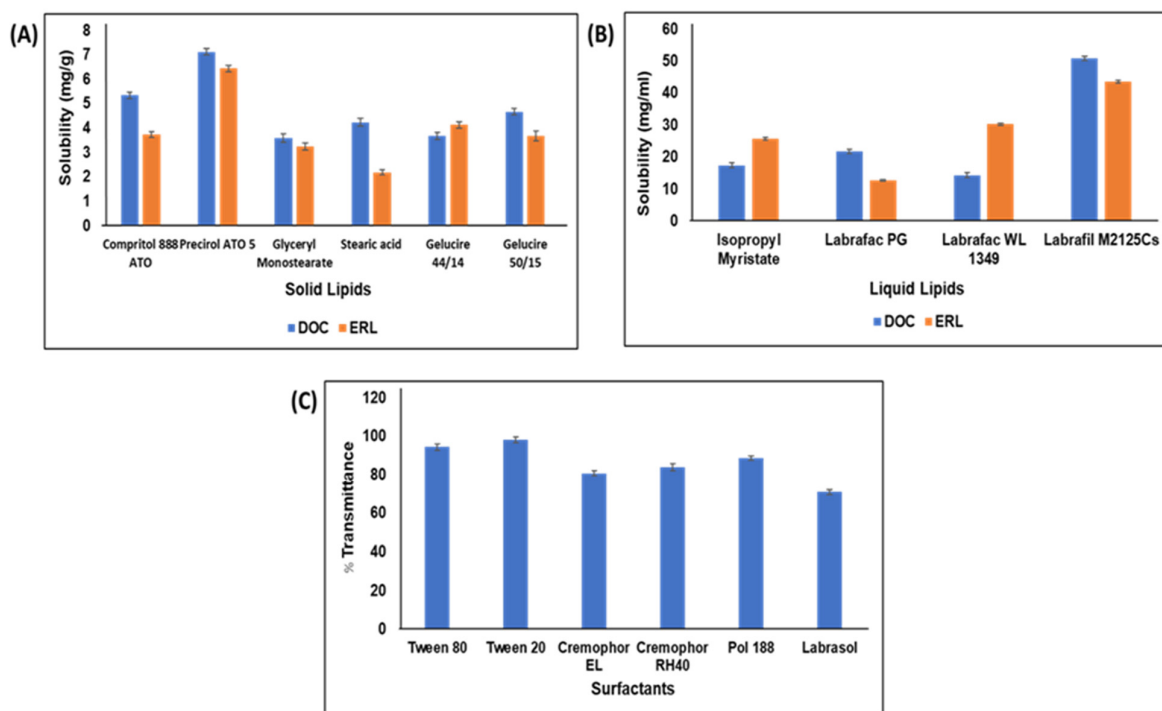 (A)
Solubility (mg/g)
8
7
6
5
4
3
2
1
0
Compritol 888 Precirol ATO 5 Glyceryl Stearic acid Gelucire Gelucire
ATO Monostearate 44/14 50/15
Solid Lipids
DOC ERL
(B)
Solubility (mg/ml)
60
50
40
30
20
10
0
Isopropyl Labrafac PG Labrafac WL Labrafil M2125Cs
Myristate 1349
Liquid Lipids
DOC ERL
(C)
% Transmittance
120
100
80
60
40
20
0
Tween 80 Tween 20 Cremophor Cremophor Pol 188 Labrasol
EL RH40
Surfactants